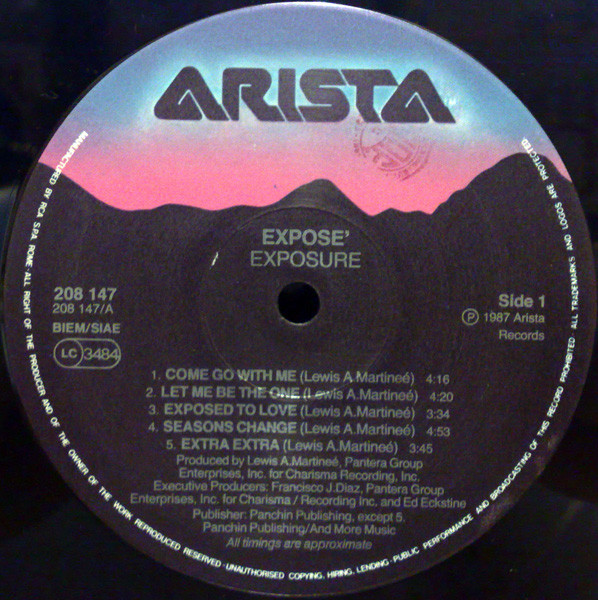 ARISTA
EXPOSE'
EXPOSURE
208 147
208 147/A
BIEM/SIAE
LC 3484
Side 1
Ⓟ 1987 Arista
Records
1. COME GO WITH ME (Lewis A.Martineé) 4:16
2. LET ME BE THE ONE (Lewis A.Martineé) 4:20
3. EXPOSED TO LOVE (Lewis A.Martineé) 3:34
4. SEASONS CHANGE (Lewis A.Martineé) 4:53
5. EXTRA EXTRA (Lewis A.Martineé) 3:45
Produced by Lewis A.Martineé, Pantera Group
Enterprises, Inc. for Charisma Recording, Inc.
Executive Producers: Francisco J.Diaz, Pantera Group
Enterprises, Inc. for Charisma / Recording Inc. and Ed Eckstine
Publisher: Panchin Publishing, except 5.
Panchin Publishing/And More Music
All timings are approximate
MANUFACTURED BY RCA S.P.A. ROME·ALL RIGHT OF THE PRODUCER AND OF THE OWNER OF THE WORK REPRODUCED RESERVED·UNAUTHORISED COPYING, HIRING, LENDING·PUBLIC PERFORMANCE AND BROADCASTING OF THIS RECORD PROHIBITED ALL TRADEMARKS AND LOGOS ARE PROTECTED